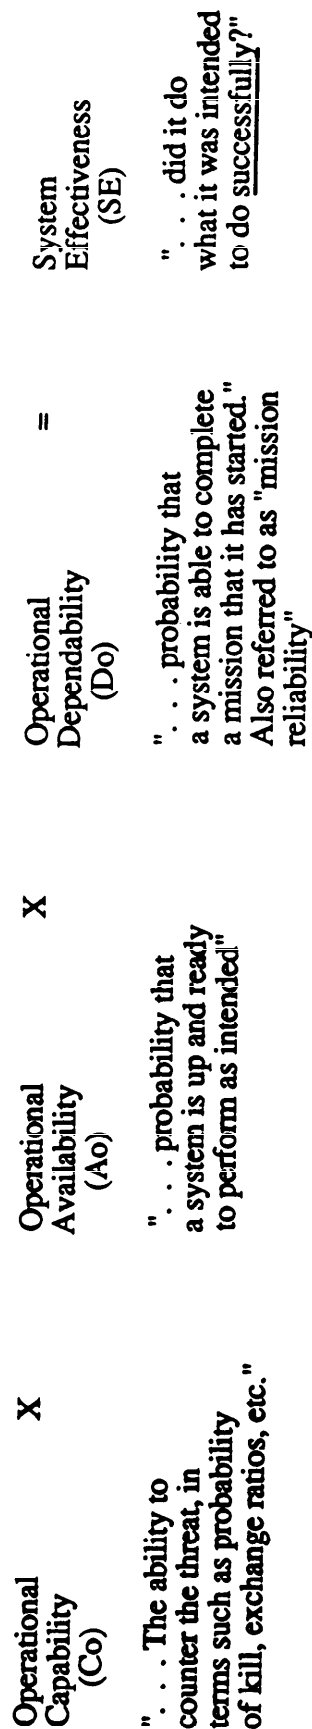 Operational
Capability
(Co)
X
Operational
Availability
(Ao)
X
Operational
Dependability
(Do)
=
System
Effectiveness
(SE)
". . . The ability to
counter the threat, in
terms such as probability
of kill, exchange ratios, etc."
". . . probability that
a system is up and ready
to perform as intended"
". . . probability that
a system is able to complete
a mission that it has started."
Also referred to as "mission
reliability"
". . . did it do
what it was intended
to do successfully?"